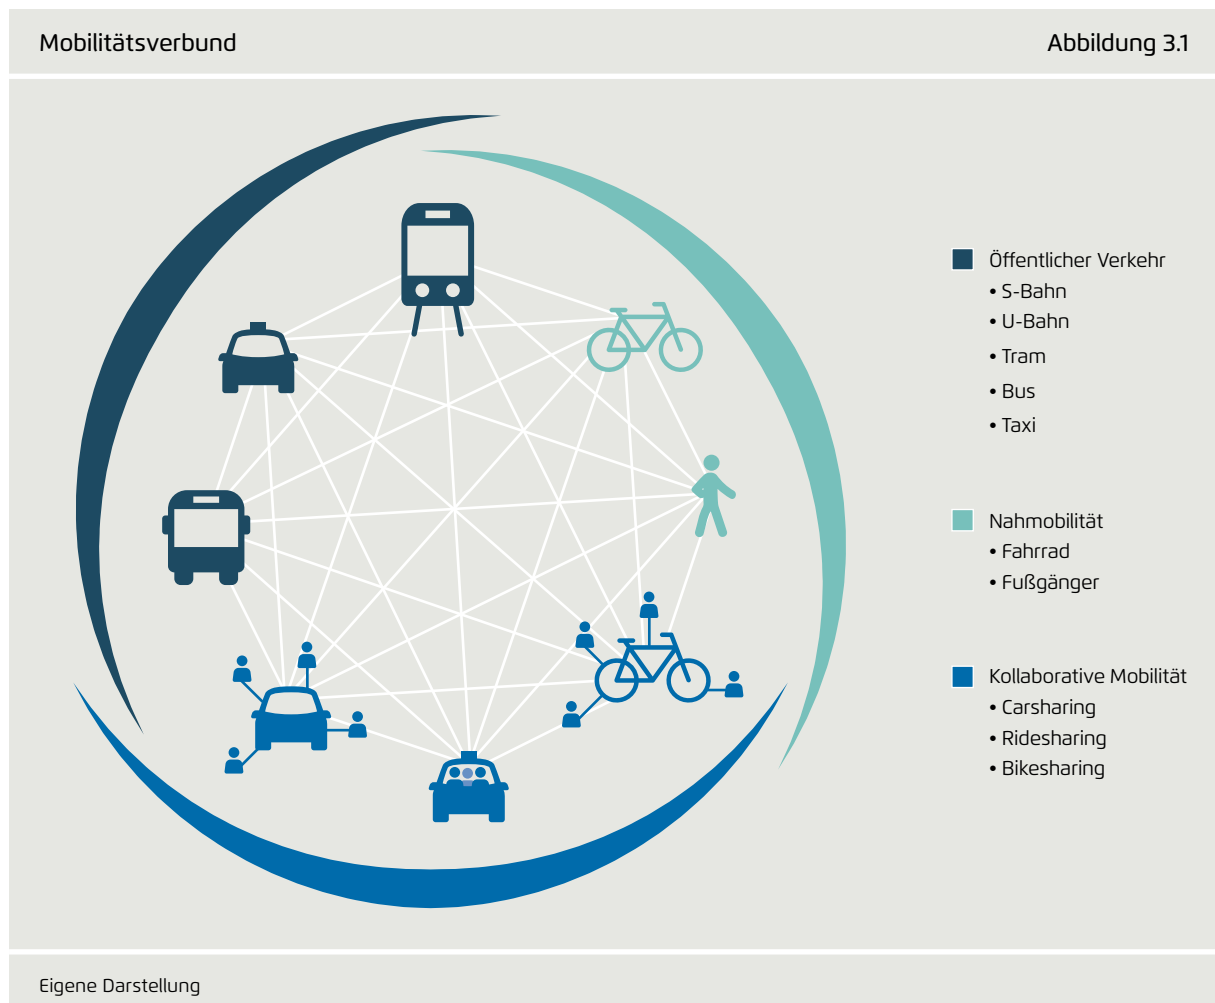 Mobilitätsverbund
Abbildung 3.1
Öffentlicher Verkehr
• S-Bahn
• U-Bahn
• Tram
• Bus
• Taxi
Nahmobilität
• Fahrrad
• Fußgänger
Kollaborative Mobilität
• Carsharing
• Ridesharing
• Bikesharing
Eigene Darstellung